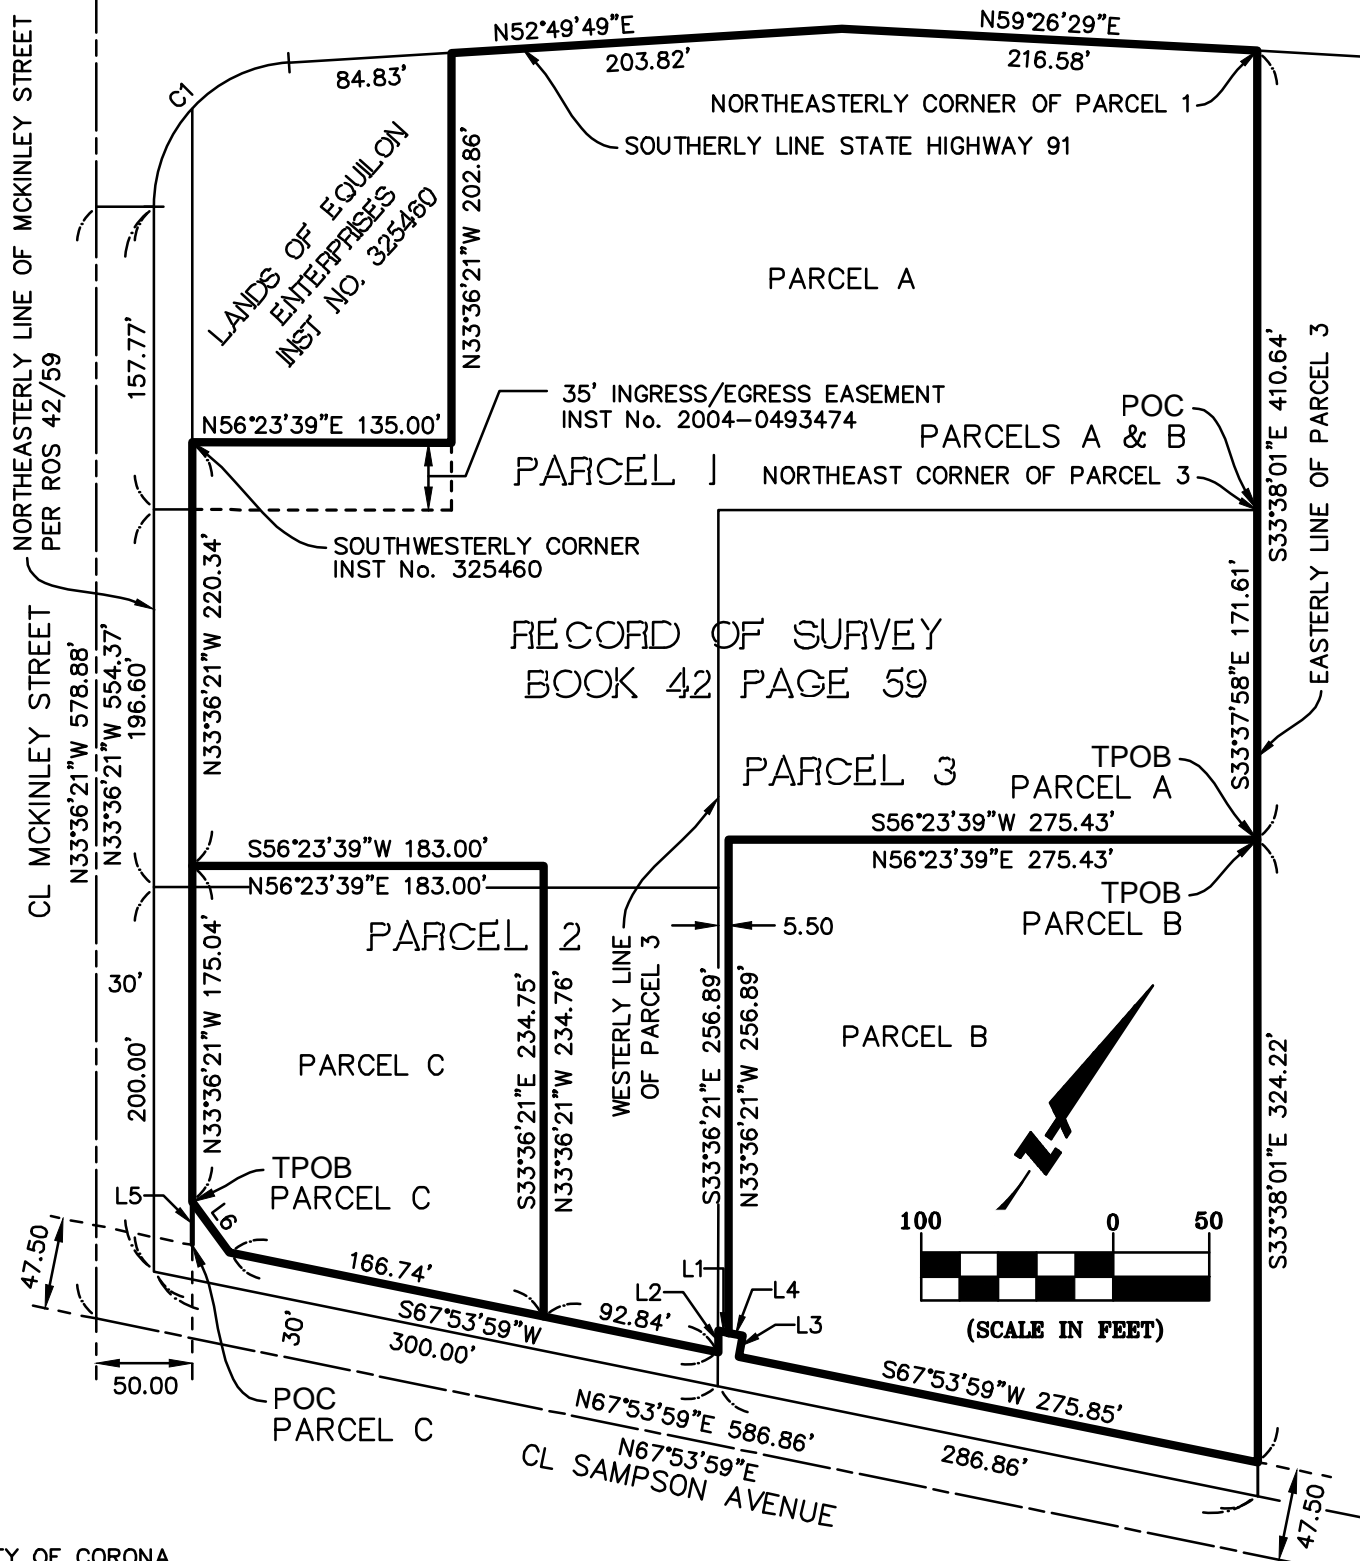 N52°49'49"E
203.82'
N59°26'29"E
216.58'
84.83'
C1
NORTHEASTERLY CORNER OF PARCEL 1
SOUTHERLY LINE STATE HIGHWAY 91
NORTHEASTERLY LINE OF MCKINLEY STREET
PER ROS 42/59
LANDS OF EQUILON
ENTERPRISES
INST NO. 325460
N33°36'21"W 202.86'
PARCEL A
157.77'
N56°23'39"E 135.00'
35' INGRESS/EGRESS EASEMENT
INST No. 2004-0493474
POC
PARCELS A & B
NORTHEAST CORNER OF PARCEL 3
S33°38'01"E 410.64'
EASTERLY LINE OF PARCEL 3
PARCEL 1
SOUTHWESTERLY CORNER
INST No. 325460
N33°36'21"W 220.34'
RECORD OF SURVEY
BOOK 42 PAGE 59
S33°37'58"E 171.61'
CL MCKINLEY STREET
N33°36'21"W 578.88'
N33°36'21"W 554.37'
196.60'
PARCEL 3
TPOB
PARCEL A
S56°23'39"W 275.43'
N56°23'39"E 275.43'
TPOB
PARCEL B
S56°23'39"W 183.00'
N56°23'39"E 183.00'
PARCEL 2
5.50
WESTERLY LINE
OF PARCEL 3
30'
200.00'
N33°36'21"W 175.04'
PARCEL C
S33°36'21"E 234.75'
N33°36'21"W 234.76'
S33°36'21"E 256.89'
N33°36'21"W 256.89'
PARCEL B
N
S33°38'01"E 324.22'
TPOB
PARCEL C
L5
L6
47.50
166.74'
S67°53'59"W
92.84'
L1
L2
L4
L3
100 0 50
(SCALE IN FEET)
30'
300.00'
50.00
POC
PARCEL C
S67°53'59"W 275.85'
N67°53'59"E 586.86'
N67°53'59"E
286.86'
CL SAMPSON AVENUE
47.50
TY OF CORONA